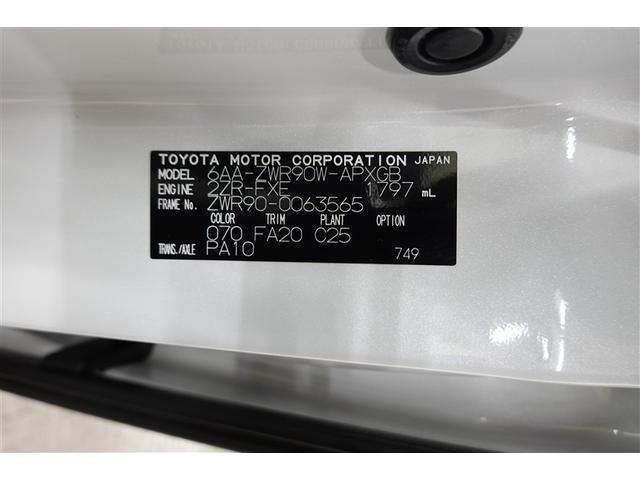 TOYOTA MOTOR CORPORATION JAPAN
MODEL 6AA-ZWR90W-APXGB
ENGINE 2ZR-FXE 1797 mL
FRAME No. ZWR90-0063565
COLOR TRIM PLANT OPTION
070 FA20 C25
TRANS./AXLE PA10 749